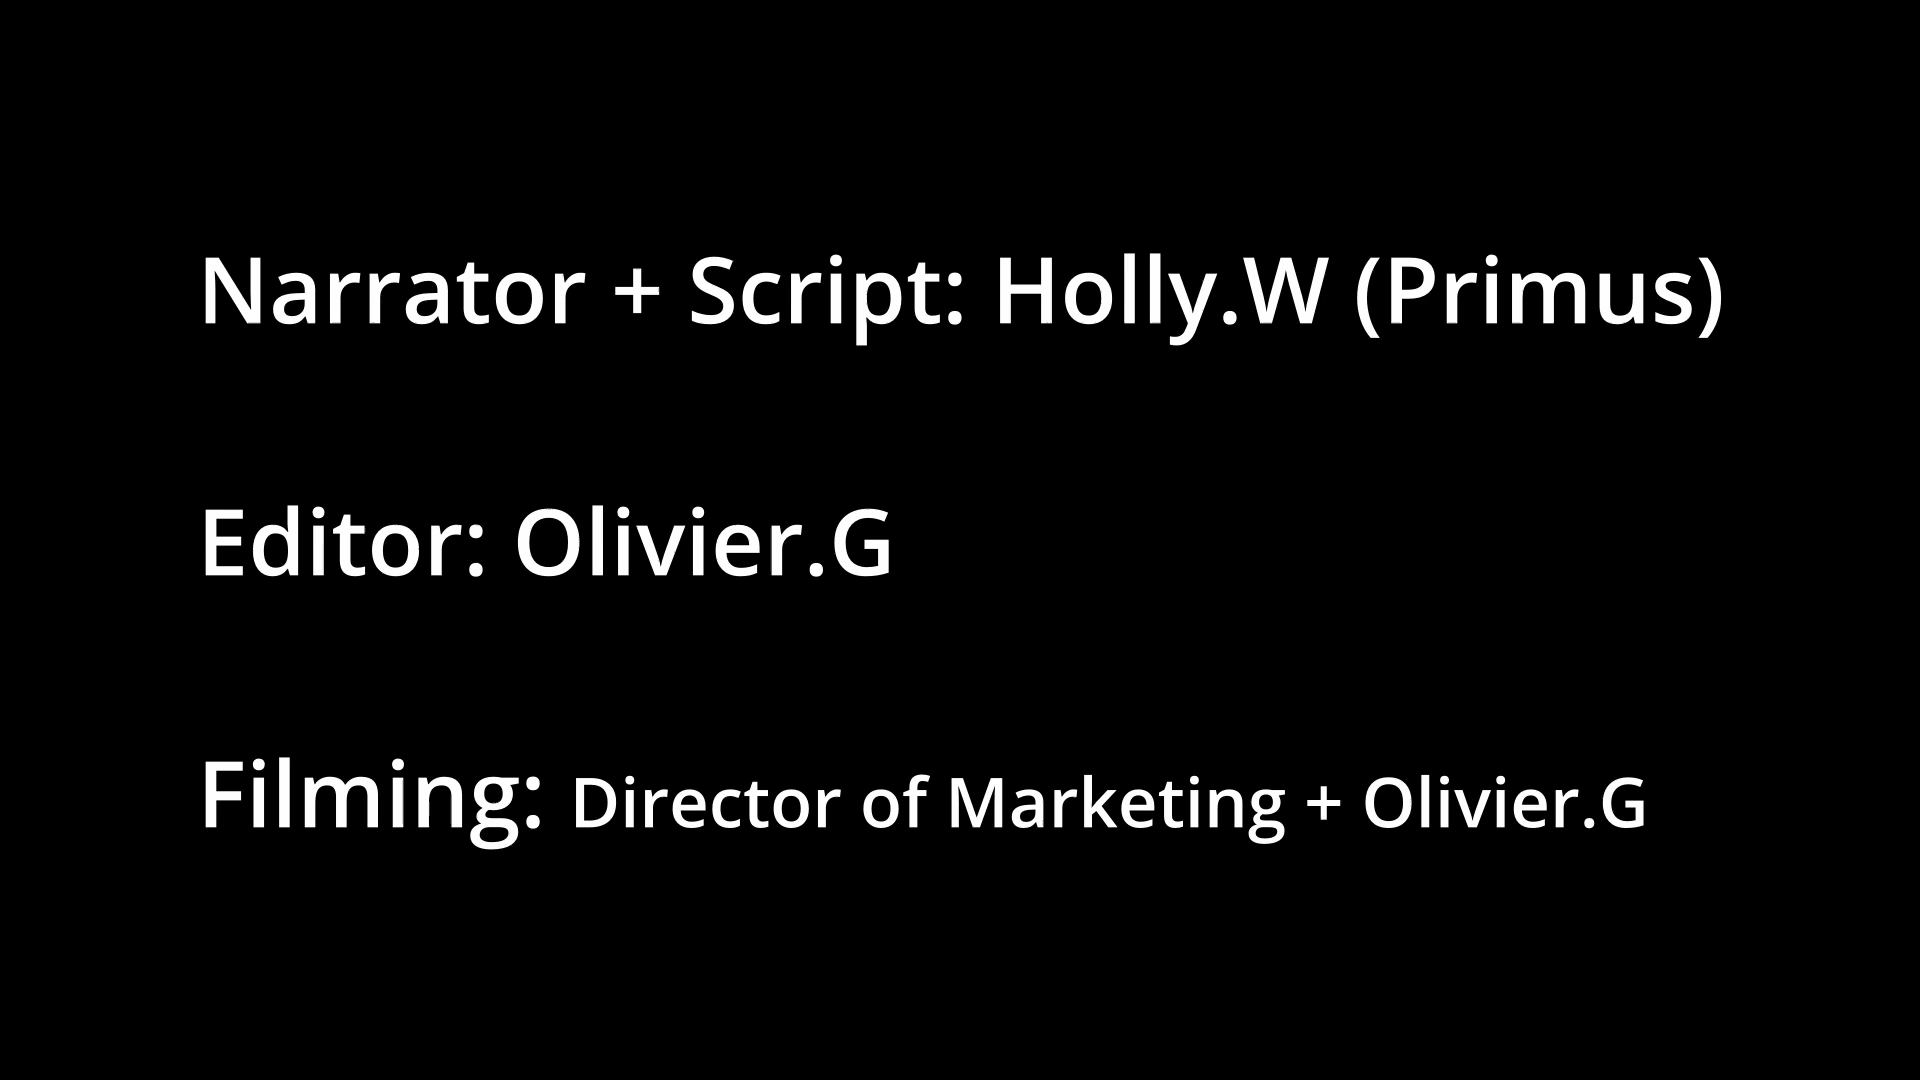 Narrator + Script: Holly.W (Primus)
Editor: Olivier.G
Filming: Director of Marketing + Olivier.G